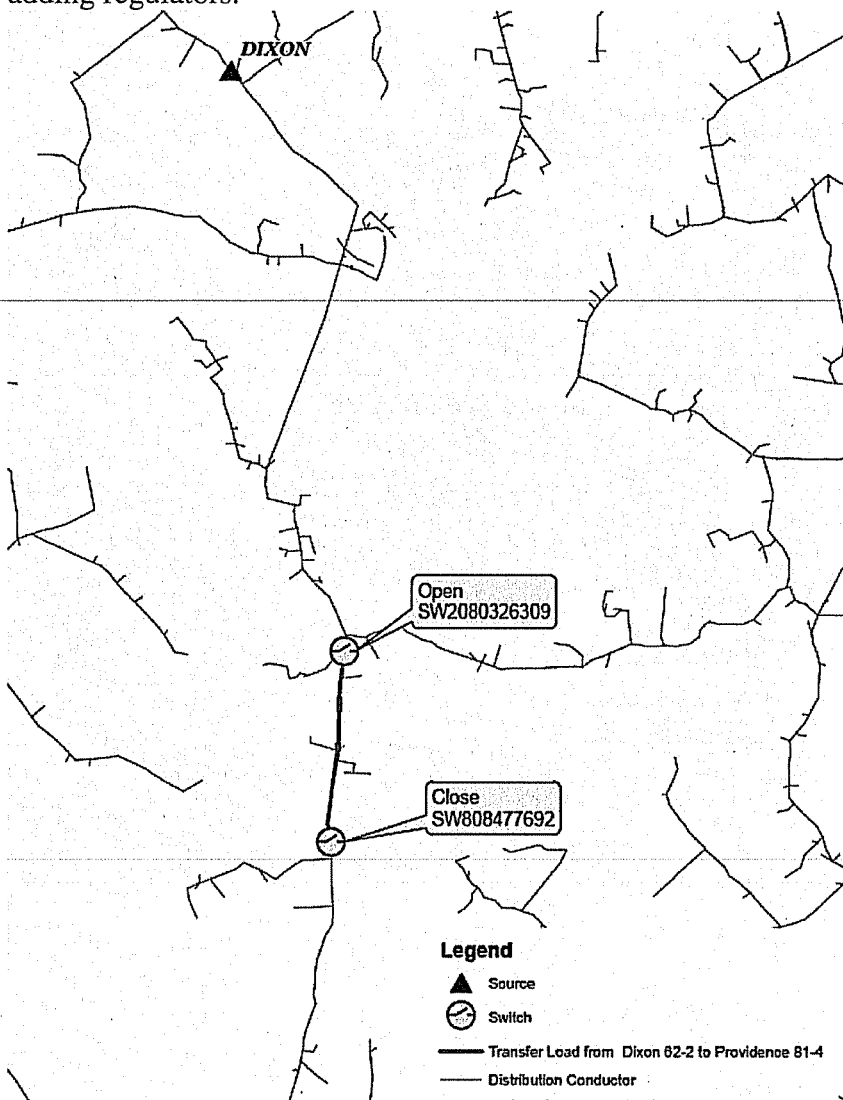 adding regulators.
DIXON
Open
SW2080326309
Close
SW808477692
Legend
Source
Switch
Transfer Load from Dixon 62-2 to Providence 81-4
Distribution Conductor